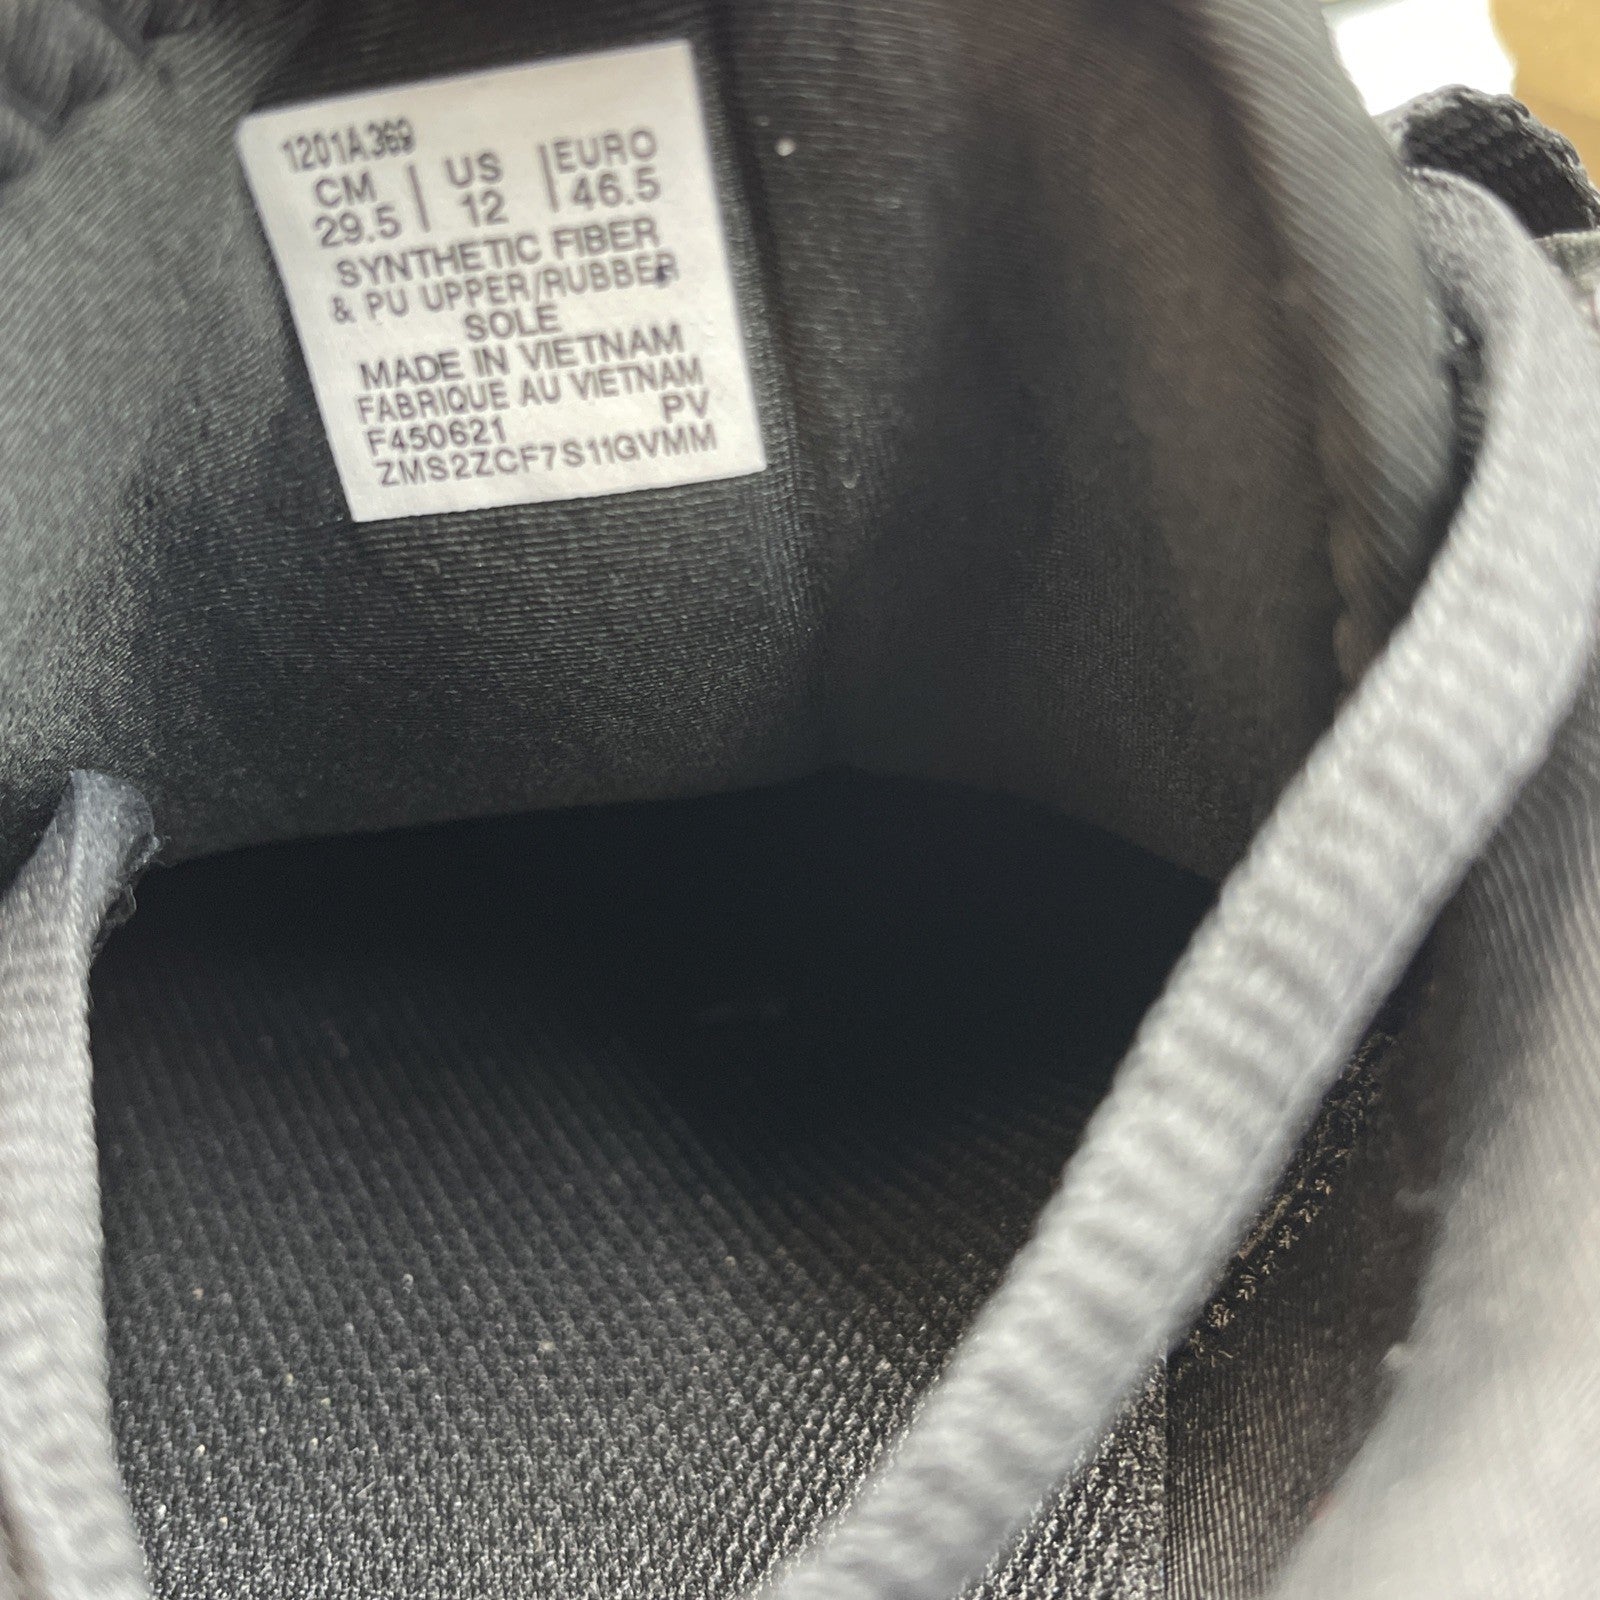 1201A369
CM | US | EURO
29.5 | 12 | 46.5
SYNTHETIC FIBER
& PU UPPER/RUBBER
SOLE
MADE IN VIETNAM
FABRIQUE AU VIETNAM
F450621 PV
ZMS2ZCF7S11GVMM